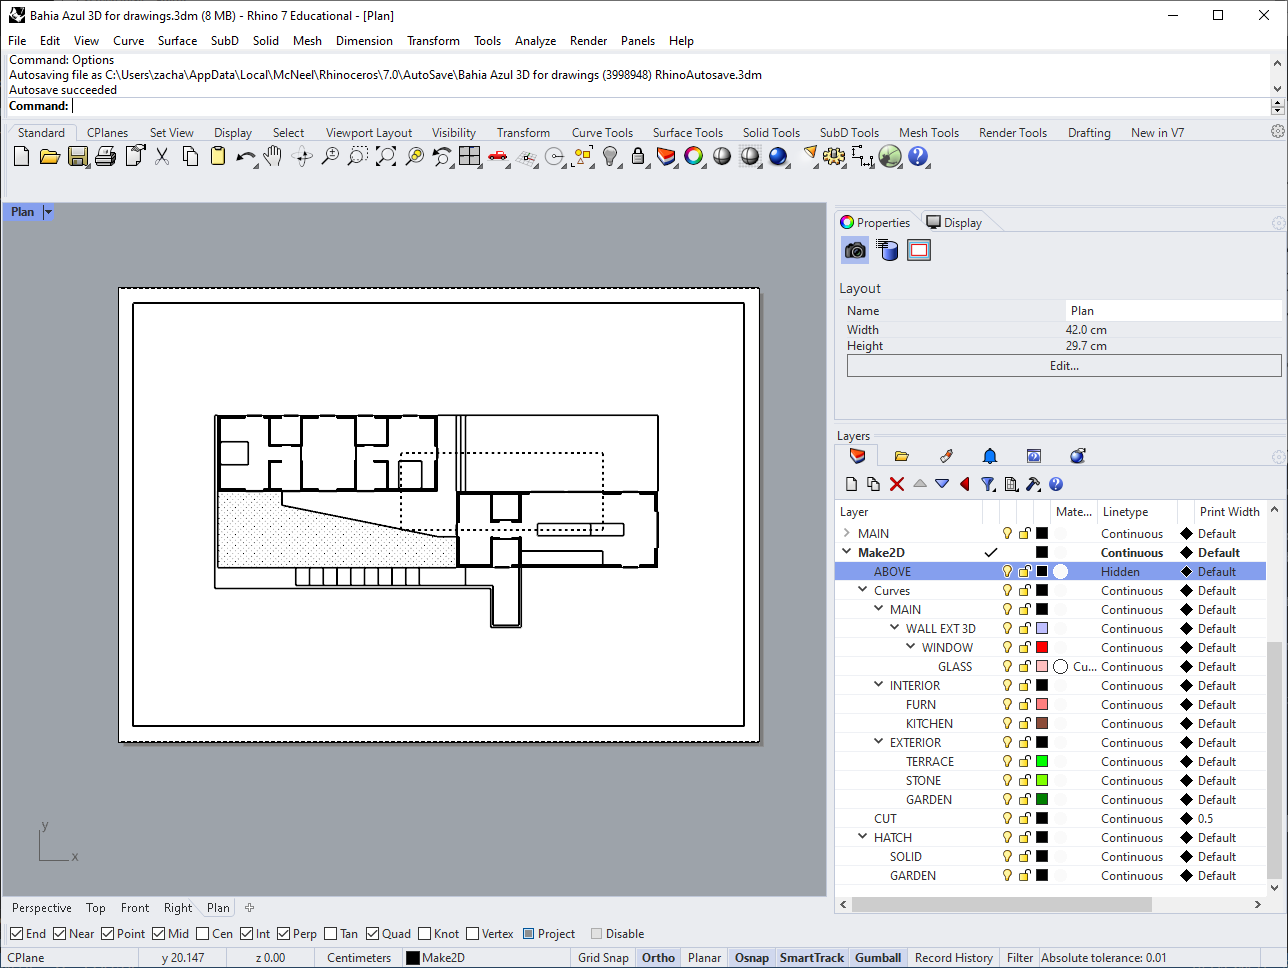 Bahia Azul 3D for drawings.3dm (8 MB) - Rhino 7 Educational - [Plan]
File Edit View Curve Surface SubD Solid Mesh Dimension Transform Tools Analyze Render Panels Help
Command: Options
Autosaving file as C:\Users\zacha\AppData\Local\McNeel\Rhinoceros\7.0\AutoSave\Bahia Azul 3D for drawings (3998948) RhinoAutosave.3dm
Autosave succeeded
Command:
Standard CPlanes Set View Display Select Viewport Layout Visibility Transform Curve Tools Surface Tools Solid Tools SubD Tools Mesh Tools Render Tools Drafting New in V7
Plan
Properties Display
Layout
Name Plan
Width 42.0 cm
Height 29.7 cm
Edit...
Layers
Layer Mate... Linetype Print Width
MAIN Continuous Default
Make2D Continuous Default
ABOVE Hidden Default
Curves Continuous Default
MAIN Continuous Default
WALL EXT 3D Continuous Default
WINDOW Continuous Default
GLASS Cu... Continuous Default
INTERIOR Continuous Default
FURN Continuous Default
KITCHEN Continuous Default
EXTERIOR Continuous Default
TERRACE Continuous Default
STONE Continuous Default
GARDEN Continuous Default
CUT Continuous 0.5
HATCH Continuous Default
SOLID Continuous Default
GARDEN Continuous Default
y
x
Perspective Top Front Right Plan
End Near Point Mid Cen Int Perp Tan Quad Knot Vertex Project Disable
CPlane y 20.147 z 0.00 Centimeters Make2D Grid Snap Ortho Planar Osnap SmartTrack Gumball Record History Filter Absolute tolerance: 0.01